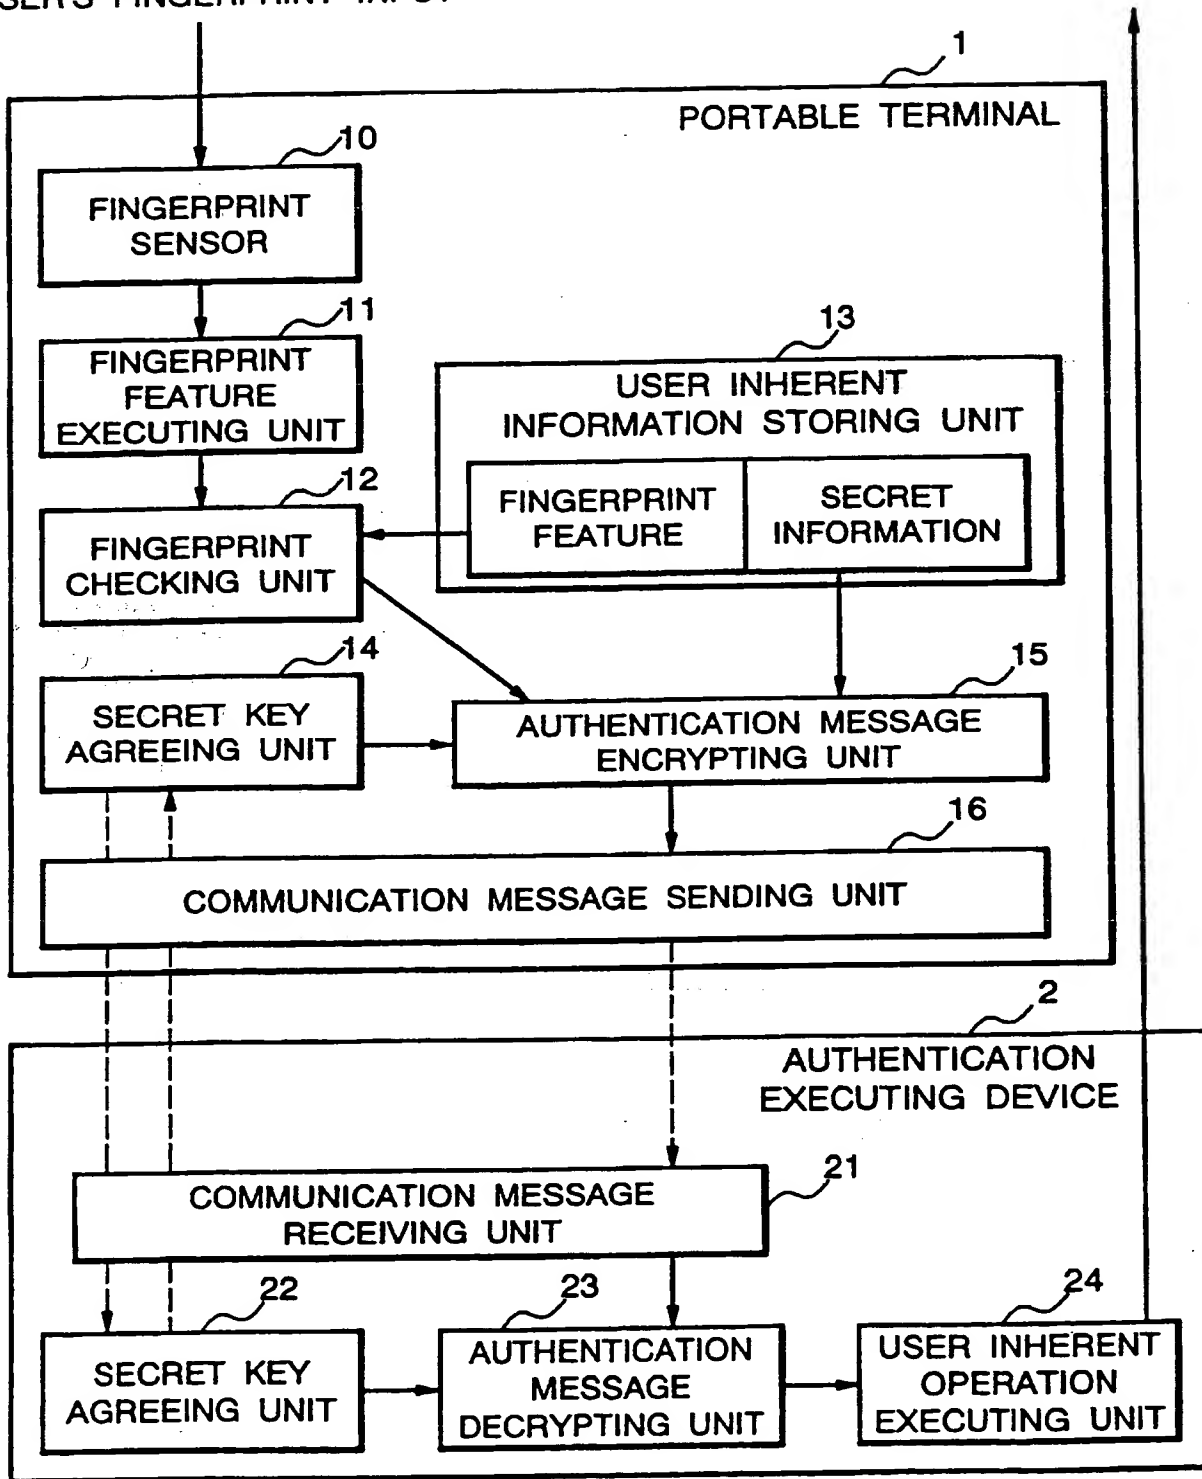 FINGERPRINT INPUT
1
PORTABLE TERMINAL
10
FINGERPRINT
SENSOR
11
FINGERPRINT
FEATURE
EXECUTING UNIT
13
USER INHERENT
INFORMATION STORING UNIT
12
FINGERPRINT
FEATURE
SECRET
INFORMATION
FINGERPRINT
CHECKING UNIT
14
SECRET KEY
AGREEING UNIT
15
AUTHENTICATION MESSAGE
ENCRYPTING UNIT
16
COMMUNICATION MESSAGE SENDING UNIT
2
AUTHENTICATION
EXECUTING DEVICE
21
COMMUNICATION MESSAGE
RECEIVING UNIT
22
SECRET KEY
AGREEING UNIT
23
AUTHENTICATION
MESSAGE
DECRYPTING UNIT
24
USER INHERENT
OPERATION
EXECUTING UNIT